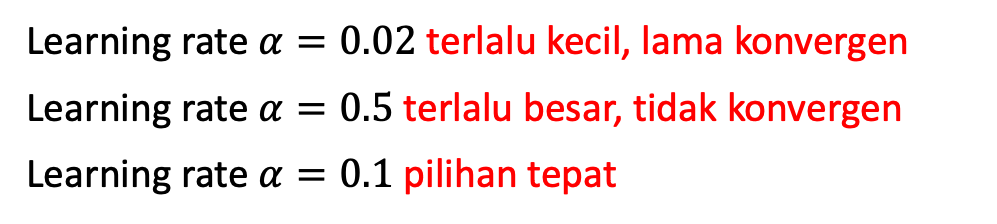 Learning rate α = 0.02 terlalu kecil, lama konvergen
Learning rate α = 0.5 terlalu besar, tidak konvergen
Learning rate α = 0.1 pilihan tepat